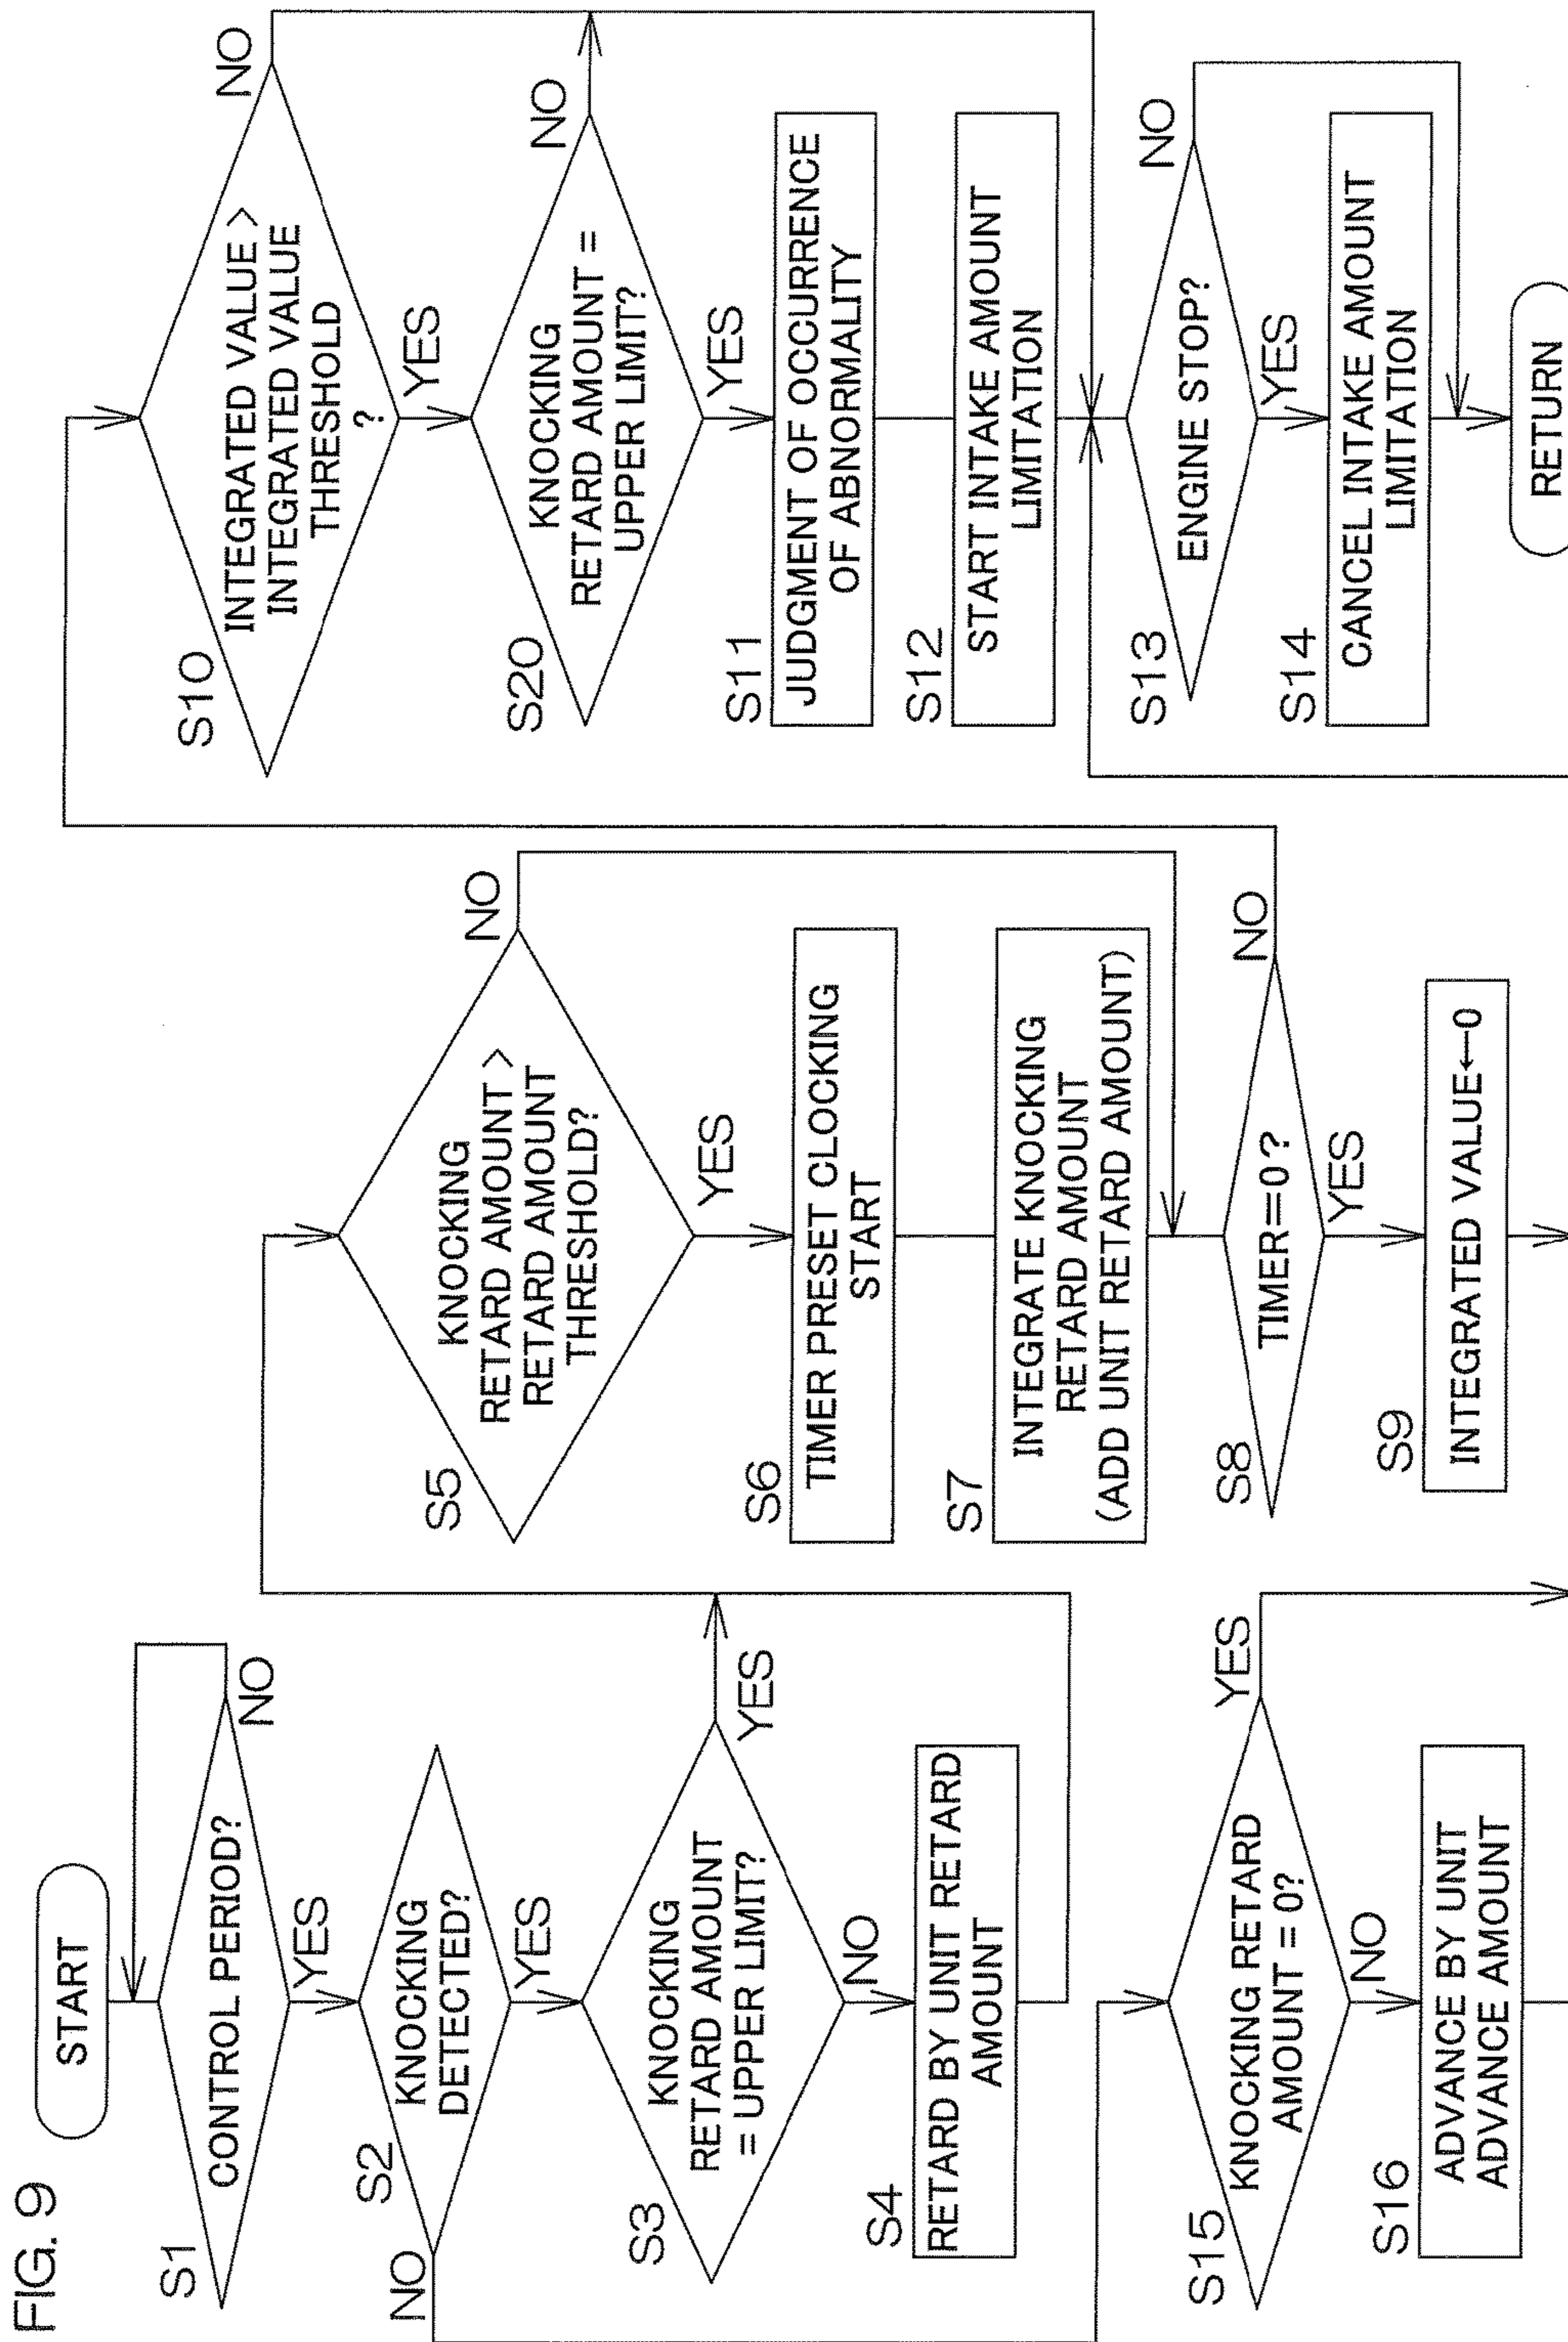 FIG. 9
START
S1
CONTROL PERIOD?
NO
YES
S2
KNOCKING
DETECTED?
NO
YES
S3
KNOCKING
RETARD AMOUNT
= UPPER LIMIT?
YES
NO
S4
RETARD BY UNIT RETARD
AMOUNT
S15
KNOCKING RETARD
AMOUNT = 0?
YES
NO
S16
ADVANCE BY UNIT
ADVANCE AMOUNT
S5
KNOCKING
RETARD AMOUNT >
RETARD AMOUNT
THRESHOLD?
NO
YES
S6
TIMER PRESET CLOCKING
START
S7
INTEGRATE KNOCKING
RETARD AMOUNT
(ADD UNIT RETARD AMOUNT)
S8
TIMER=0?
NO
YES
S9
INTEGRATED VALUE←0
S10
INTEGRATED VALUE >
INTEGRATED VALUE
THRESHOLD
?
NO
YES
S20
KNOCKING
RETARD AMOUNT =
UPPER LIMIT?
NO
YES
S11
JUDGMENT OF OCCURRENCE
OF ABNORMALITY
S12
START INTAKE AMOUNT
LIMITATION
S13
ENGINE STOP?
NO
YES
S14
CANCEL INTAKE AMOUNT
LIMITATION
RETURN